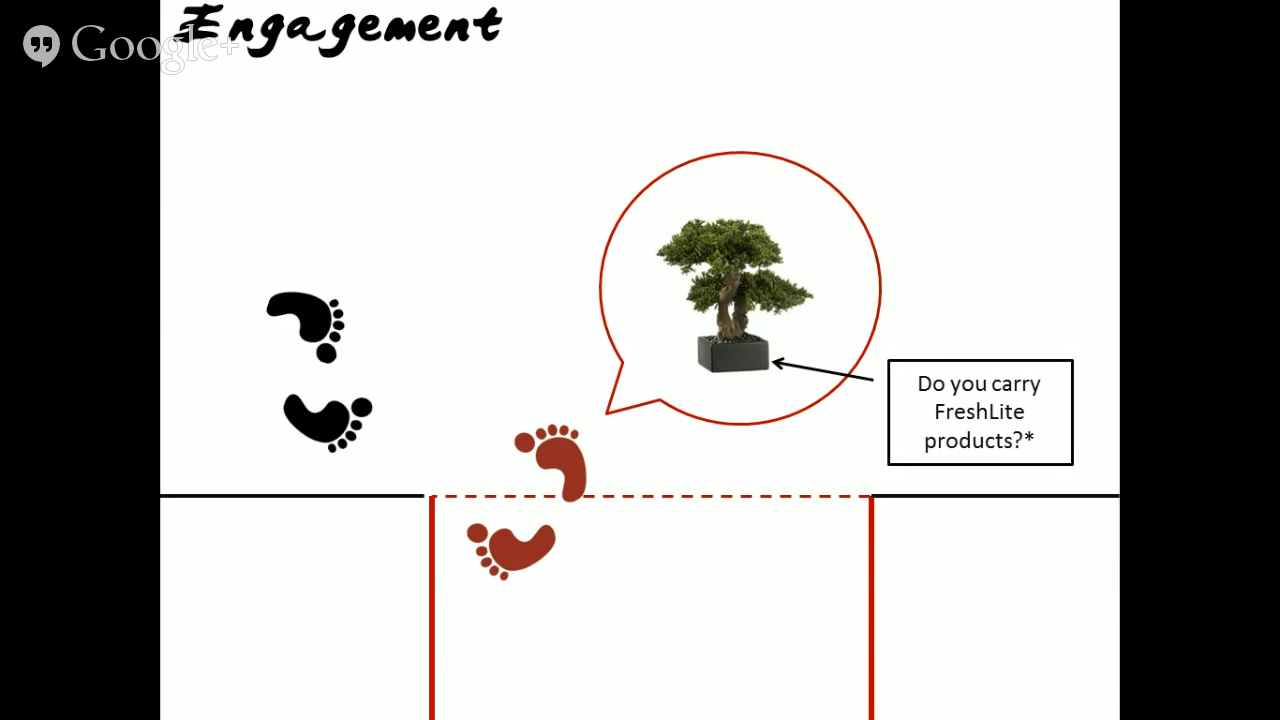 Engagement
Google+
Do you carry
FreshLite
products?*